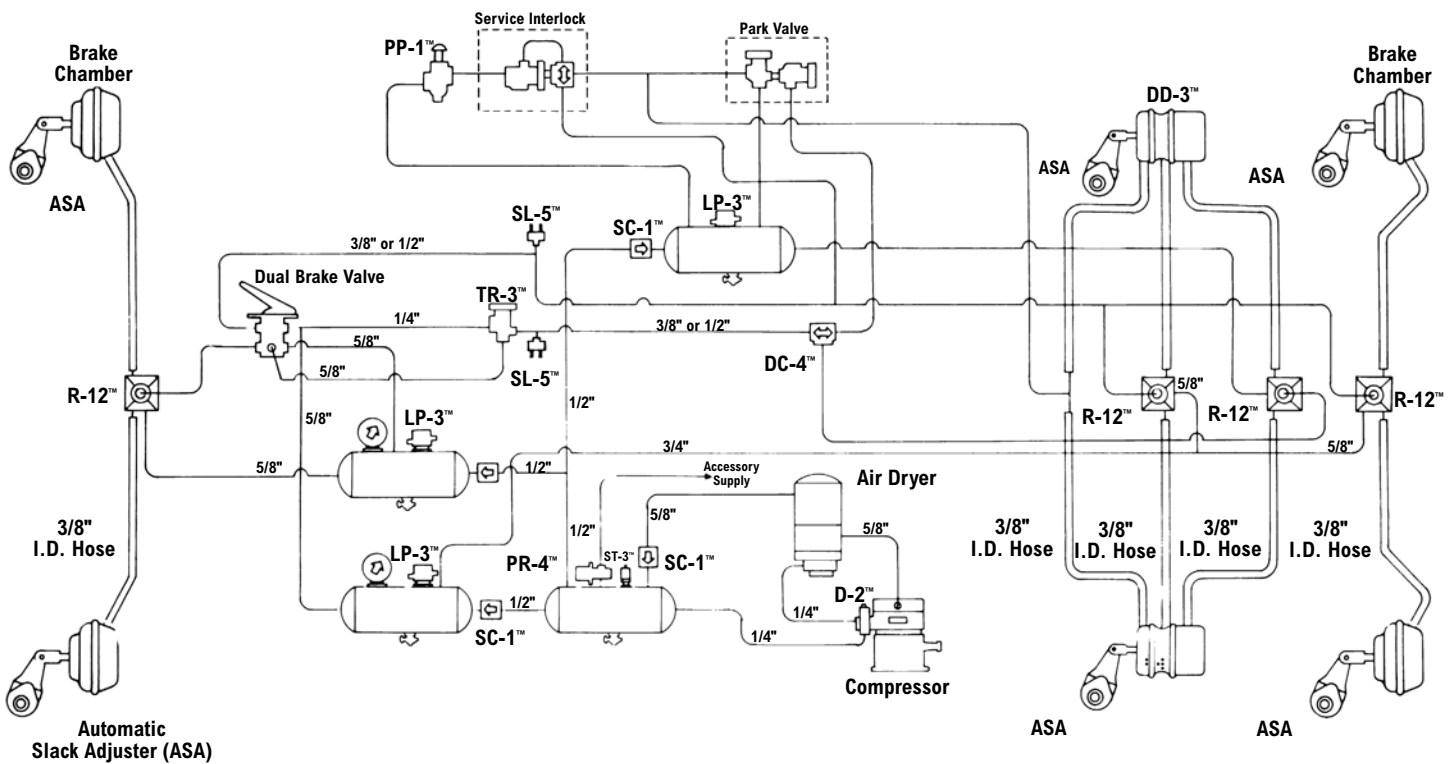 Service Interlock
Park Valve
PP-1™
Brake
Chamber
Brake
Chamber
DD-3™
ASA
ASA
ASA
LP-3™
SL-5™
SC-1™
3/8" or 1/2"
Dual Brake Valve
TR-3™
1/4"
3/8" or 1/2"
5/8"
5/8"
SL-5™
DC-4™
5/8"
R-12™
R-12™
R-12™
R-12™
1/2"
5/8"
LP-3™
3/4"
5/8"
5/8"
1/2"
Accessory
Supply
Air Dryer
5/8"
5/8"
1/2"
3/8"
I.D. Hose
3/8"
I.D. Hose
3/8"
I.D. Hose
3/8"
I.D. Hose
3/8"
I.D. Hose
LP-3™
PR-4™
ST-3™
SC-1™
D-2™
1/2"
1/4"
SC-1™
1/4"
Compressor
ASA
ASA
Automatic
Slack Adjuster (ASA)